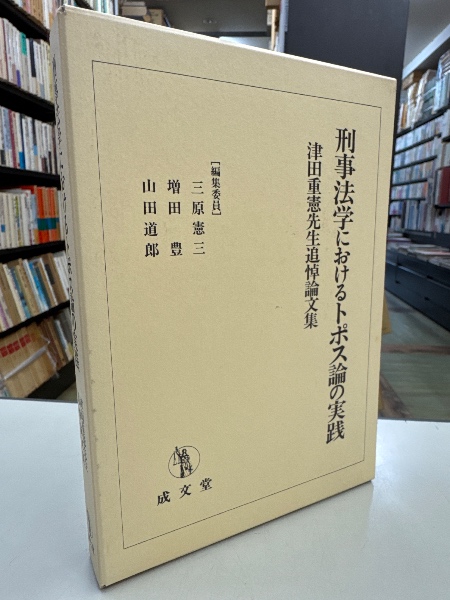 刑事法学におけるトポス論の実践
津田重憲先生追悼論文集
［編集委員］
三原憲三
増田豊
山田道郎
成文堂